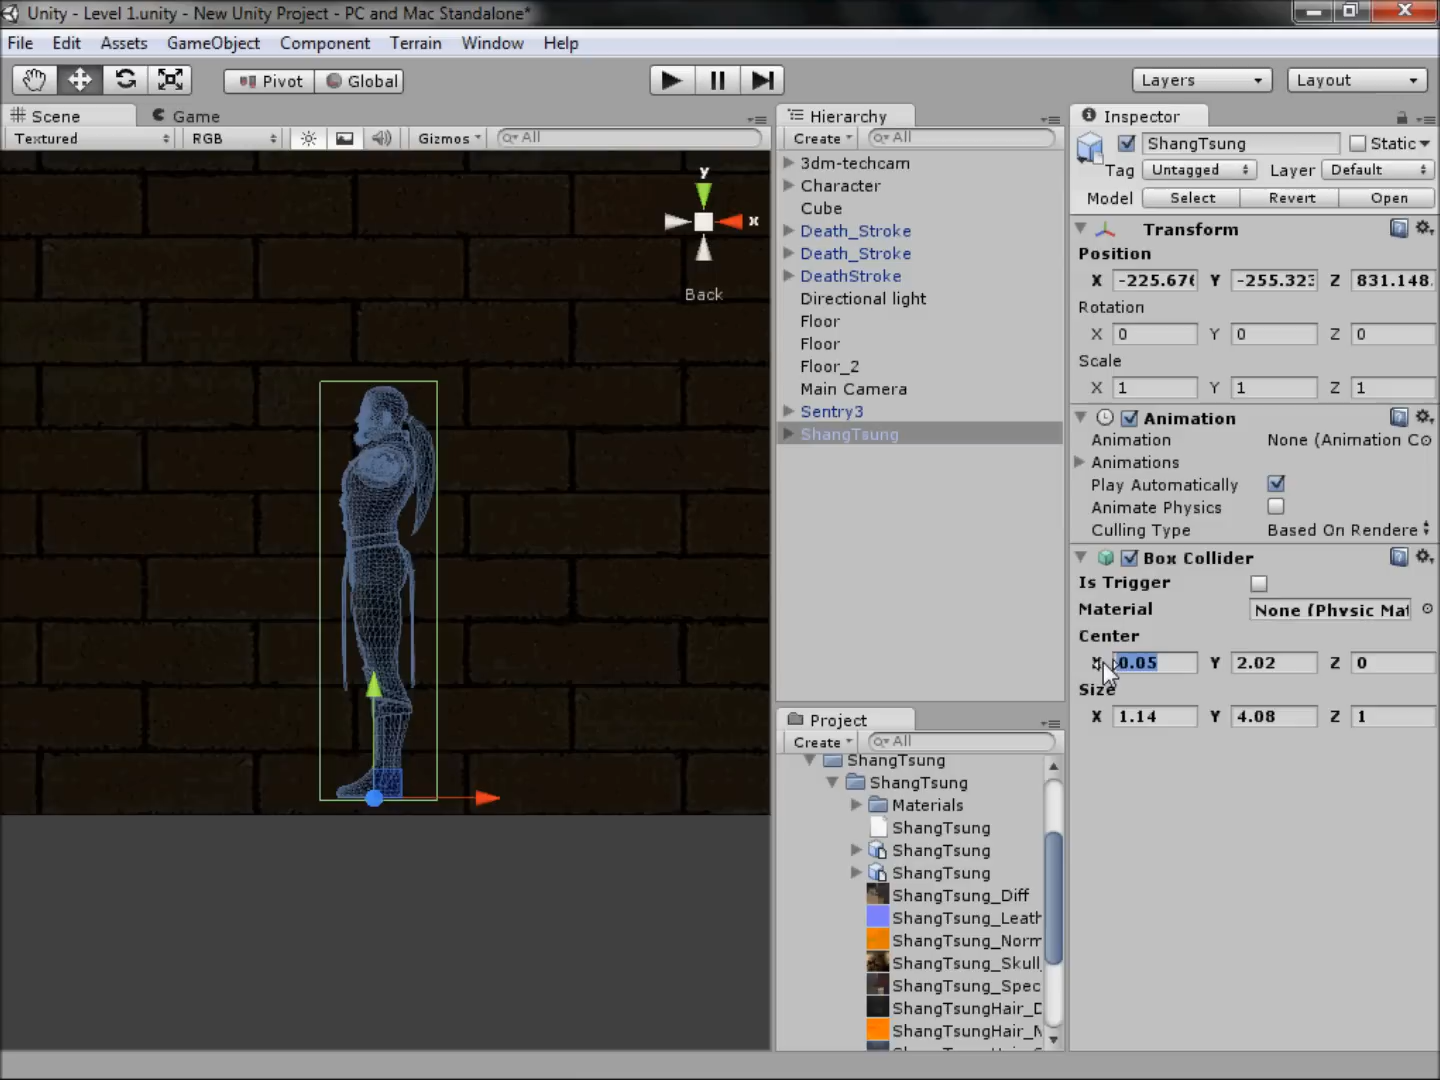 Unity - Level 1.unity - New Unity Project - PC and Mac Standalone*
File Edit Assets GameObject Component Terrain Window Help
Pivot Global Layers Layout
Scene Game
Textured RGB Gizmos All
y
x
Back
Hierarchy
Create All
3dm-techcam
Character
Cube
Death_Stroke
Death_Stroke
DeathStroke
Directional light
Floor
Floor
Floor_2
Main Camera
Sentry3
ShangTsung
Project
Create All
ShangTsung
ShangTsung
Materials
ShangTsung
ShangTsung
ShangTsung
ShangTsung_Diff
ShangTsung_Leath
ShangTsung_Norm
ShangTsung_Skull_
ShangTsung_Spec
ShangTsungHair_D
ShangTsungHair_N
Inspector
ShangTsung Static
Tag Untagged Layer Default
Model Select Revert Open
Transform
Position
X -225.676 Y -255.323 Z 831.148
Rotation
X 0 Y 0 Z 0
Scale
X 1 Y 1 Z 1
Animation
Animation None (Animation C
Animations
Play Automatically
Animate Physics
Culling Type Based On Rendere
Box Collider
Is Trigger
Material None (Physic Mat
Center
X 0.05 Y 2.02 Z 0
Size
X 1.14 Y 4.08 Z 1